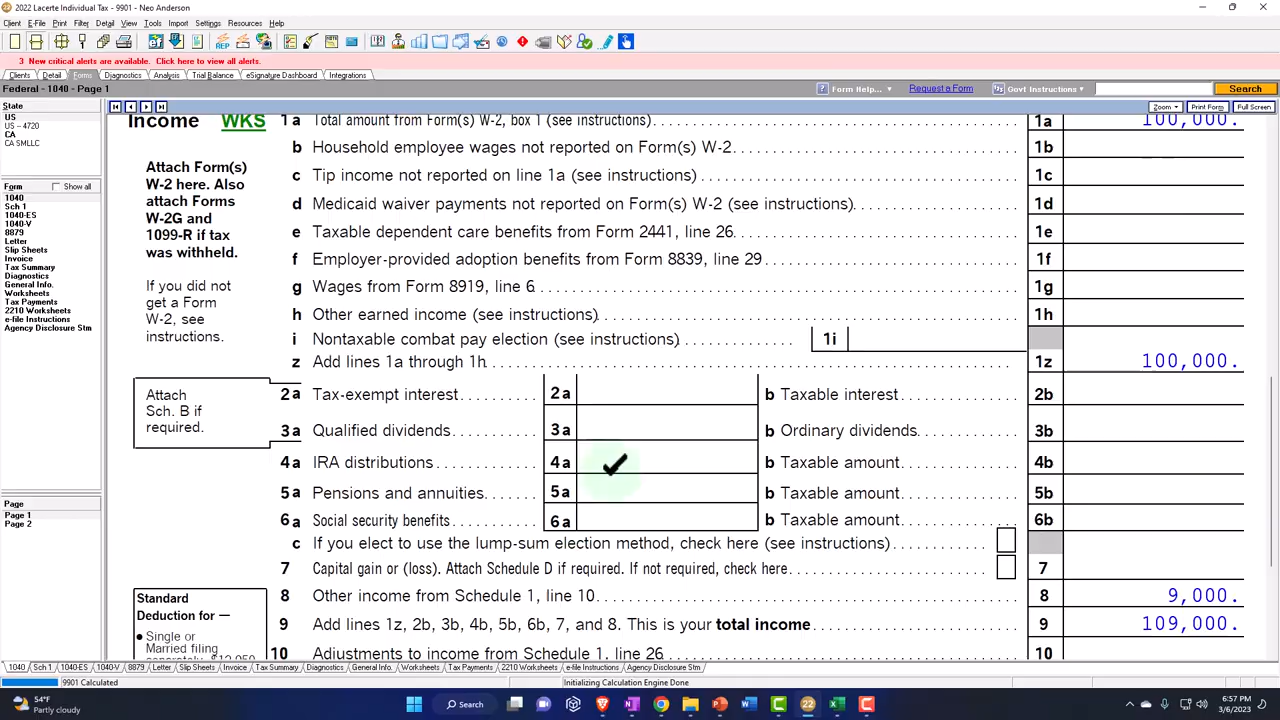 22 2022 Lacerte Individual Tax - 9901 - Neo Anderson
Client E-File Print Filter Detail View Tools Import Settings Resources Help
3 New critical alerts are available. Click here to view all alerts.
Clients Detail Forms Diagnostics Analysis Trial Balance eSignature Dashboard Integrations
Federal - 1040 - Page 1 Form Help... Request a Form Govt Instructions Search
Zoom Print Form Full Screen
State
US
US - 4720
CA
CA SMLLC
Form Show all
1040
Sch 1
1040-ES
1040-V
8879
Letter
Slip Sheets
Invoice
Tax Summary
Diagnostics
General Info.
Worksheets
Tax Payments
2210 Worksheets
e-file Instructions
Agency Disclosure Stm
Page
Page 1
Page 2
Income WKS 1a Total amount from Form(s) W-2, box 1 (see instructions) 1a 100,000.
b Household employee wages not reported on Form(s) W-2 1b
c Tip income not reported on line 1a (see instructions) 1c
d Medicaid waiver payments not reported on Form(s) W-2 (see instructions) 1d
e Taxable dependent care benefits from Form 2441, line 26 1e
f Employer-provided adoption benefits from Form 8839, line 29 1f
g Wages from Form 8919, line 6 1g
h Other earned income (see instructions) 1h
i Nontaxable combat pay election (see instructions) 1i
z Add lines 1a through 1h 1z 100,000.
Attach Form(s)
W-2 here. Also
attach Forms
W-2G and
1099-R if tax
was withheld.
If you did not
get a Form
W-2, see
instructions.
Attach
Sch. B if
required.
2a Tax-exempt interest 2a b Taxable interest 2b
3a Qualified dividends 3a b Ordinary dividends 3b
4a IRA distributions 4a b Taxable amount 4b
5a Pensions and annuities 5a b Taxable amount 5b
6a Social security benefits 6a b Taxable amount 6b
c If you elect to use the lump-sum election method, check here (see instructions)
7 Capital gain or (loss). Attach Schedule D if required. If not required, check here 7
8 Other income from Schedule 1, line 10 8 9,000.
9 Add lines 1z, 2b, 3b, 4b, 5b, 6b, 7, and 8. This is your total income 9 109,000.
10 Adjustments to income from Schedule 1, line 26 10
Standard
Deduction for —
● Single or
Married filing
1040 Sch 1 1040-ES 1040-V 8879 Letter Slip Sheets Invoice Tax Summary Diagnostics General Info. Worksheets Tax Payments 2210 Worksheets e-file Instructions Agency Disclosure Stm
9901 Calculated Initializing Calculation Engine Done
54°F
Partly cloudy
Search
22
6:57 PM
3/6/2023